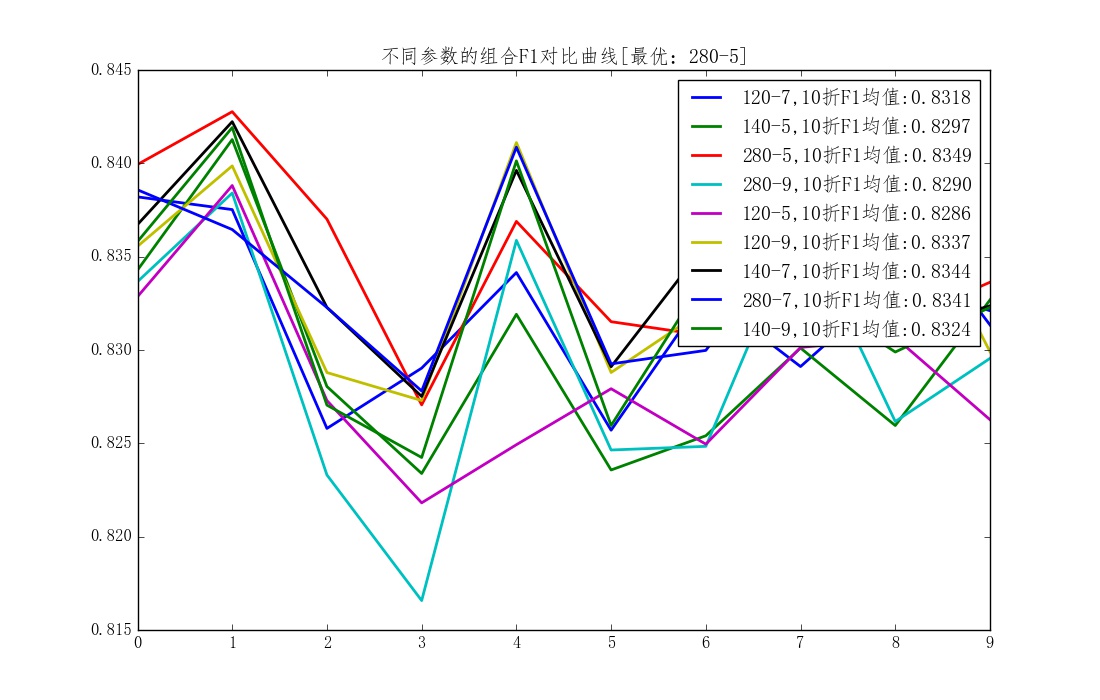 不同参数的组合F1对比曲线[最优: 280-5]
0.845
0.840
0.835
0.830
0.825
0.820
0.815
0 1 2 3 4 5 6 7 8 9
120-7,10折F1均值:0.8318
140-5,10折F1均值:0.8297
280-5,10折F1均值:0.8349
280-9,10折F1均值:0.8290
120-5,10折F1均值:0.8286
120-9,10折F1均值:0.8337
140-7,10折F1均值:0.8344
280-7,10折F1均值:0.8341
140-9,10折F1均值:0.8324